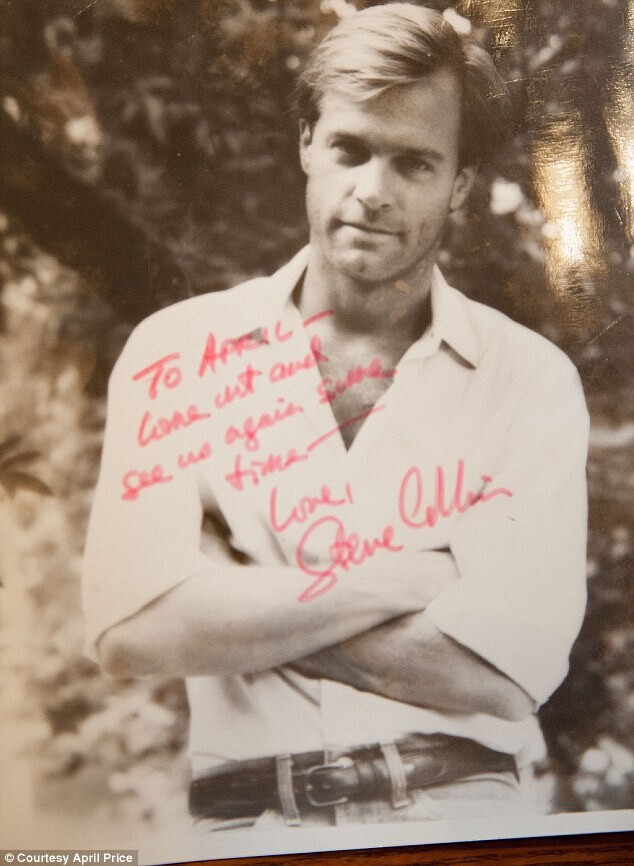 TO APRIL —
Come out and
see us again some
time —
Love,
Steve Collins
© Courtesy April Price